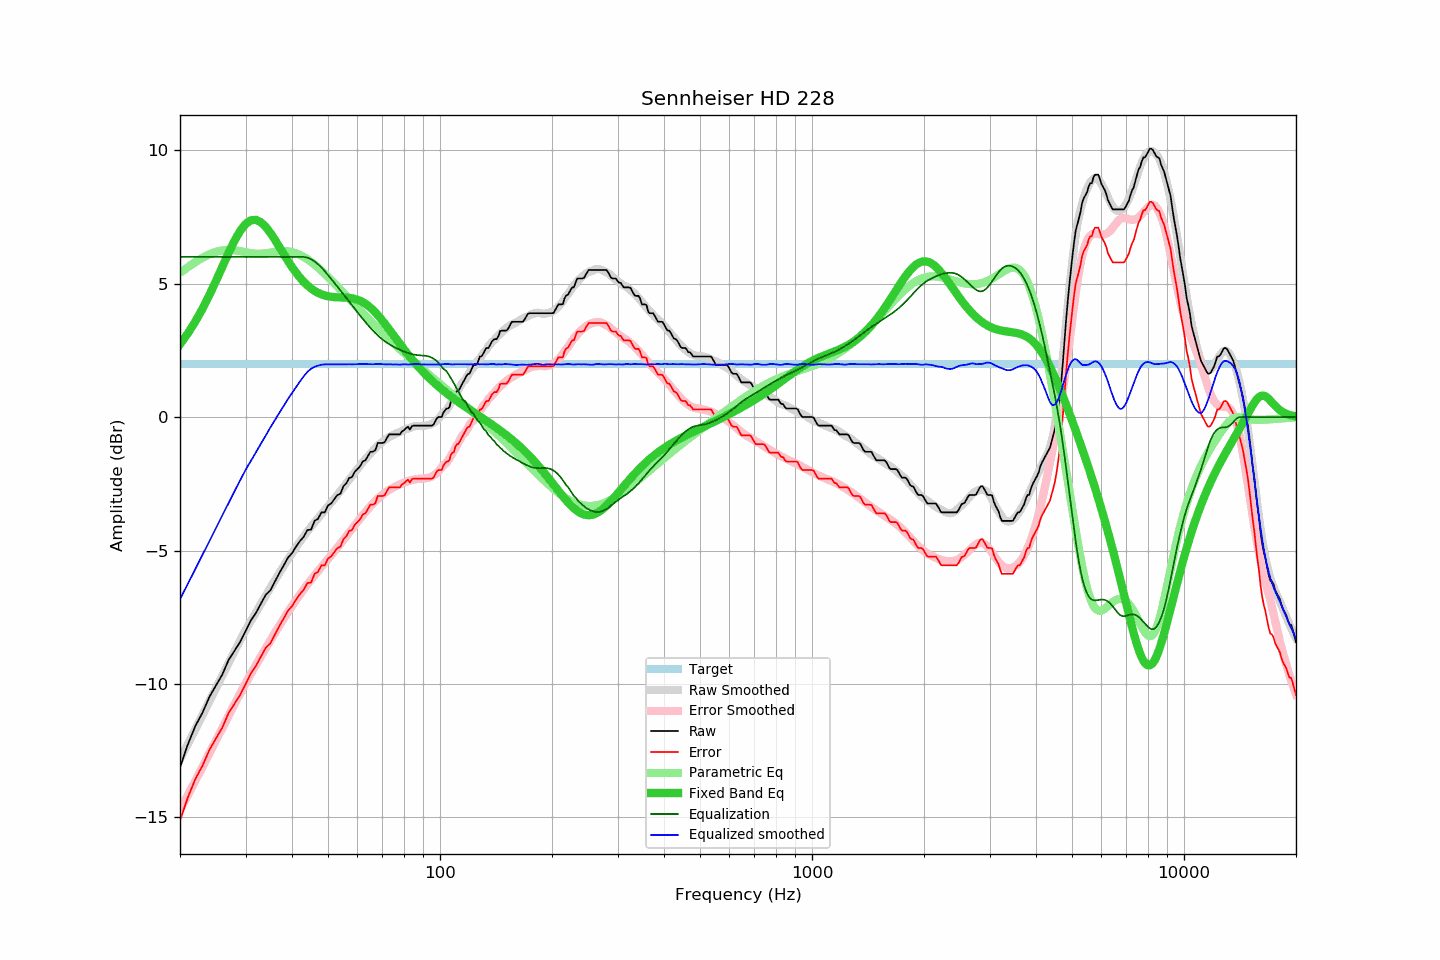 Sennheiser HD 228
10
5
0
−5
−10
−15
Amplitude (dBr)
Target
Raw Smoothed
Error Smoothed
Raw
Error
Parametric Eq
Fixed Band Eq
Equalization
Equalized smoothed
100
1000
10000
Frequency (Hz)